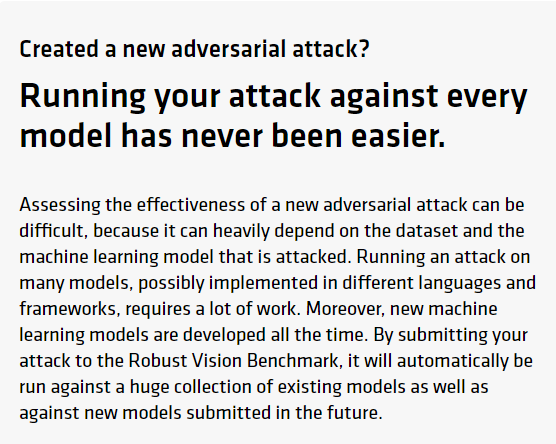 Created a new adversarial attack?
Running your attack against every
model has never been easier.
Assessing the effectiveness of a new adversarial attack can be
difficult, because it can heavily depend on the dataset and the
machine learning model that is attacked. Running an attack on
many models, possibly implemented in different languages and
frameworks, requires a lot of work. Moreover, new machine
learning models are developed all the time. By submitting your
attack to the Robust Vision Benchmark, it will automatically be
run against a huge collection of existing models as well as
against new models submitted in the future.